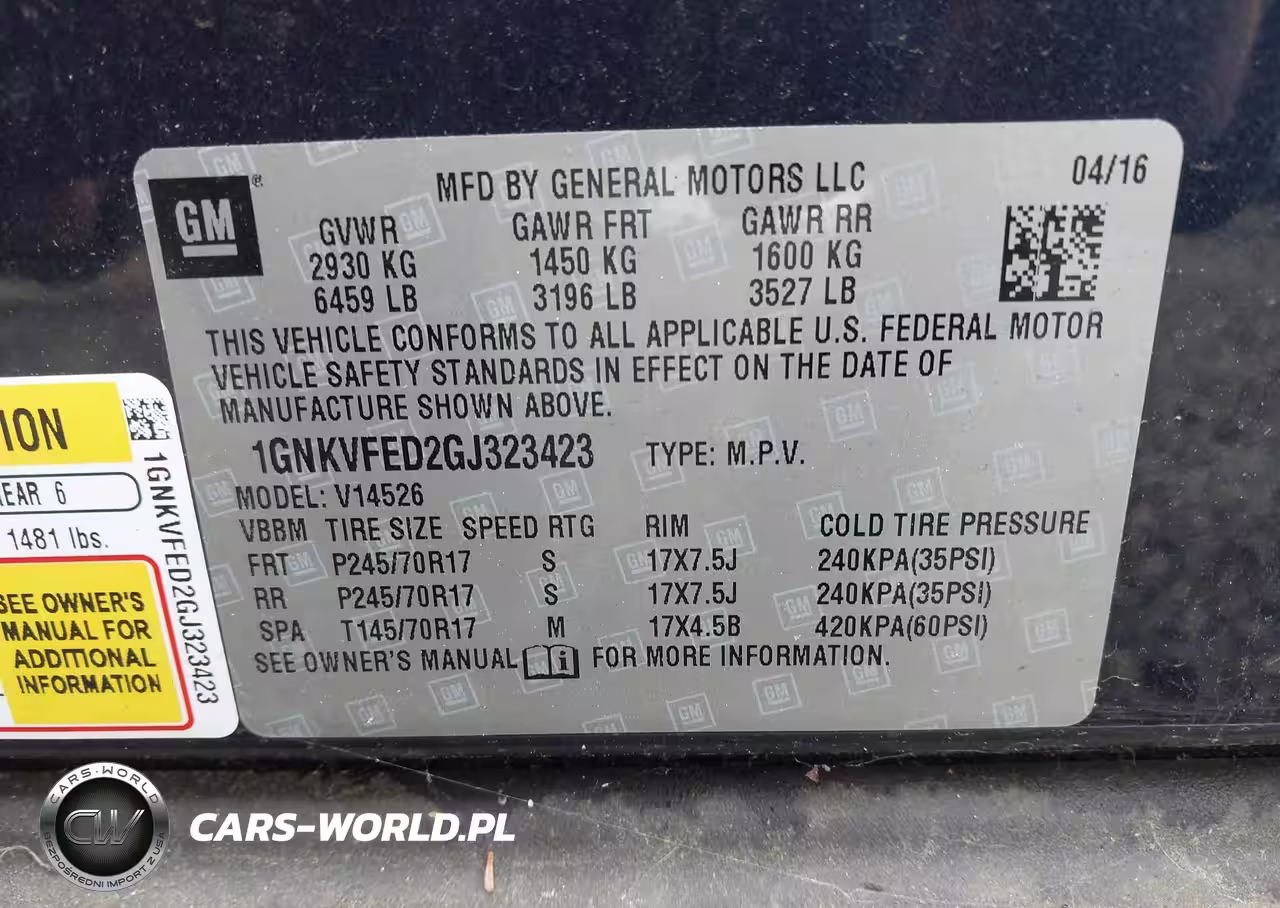 GM
®
MFD BY GENERAL MOTORS LLC
04/16
GVWR GAWR FRT GAWR RR
2930 KG 1450 KG 1600 KG
6459 LB 3196 LB 3527 LB
THIS VEHICLE CONFORMS TO ALL APPLICABLE U.S. FEDERAL MOTOR
VEHICLE SAFETY STANDARDS IN EFFECT ON THE DATE OF
MANUFACTURE SHOWN ABOVE.
1GNKVFED2GJ323423 TYPE: M.P.V.
MODEL: V14526
VBBM TIRE SIZE SPEED RTG RIM COLD TIRE PRESSURE
FRT P245/70R17 S 17X7.5J 240KPA(35PSI)
RR P245/70R17 S 17X7.5J 240KPA(35PSI)
SPA T145/70R17 M 17X4.5B 420KPA(60PSI)
SEE OWNER'S MANUAL i FOR MORE INFORMATION.
ION
EAR 6
1481 lbs.
SEE OWNER'S
MANUAL FOR
ADDITIONAL
INFORMATION
1GNKVFED2GJ323423
CARS-WORLD
CW
BEZPOŚREDNI IMPORT Z USA
CARS-WORLD.PL